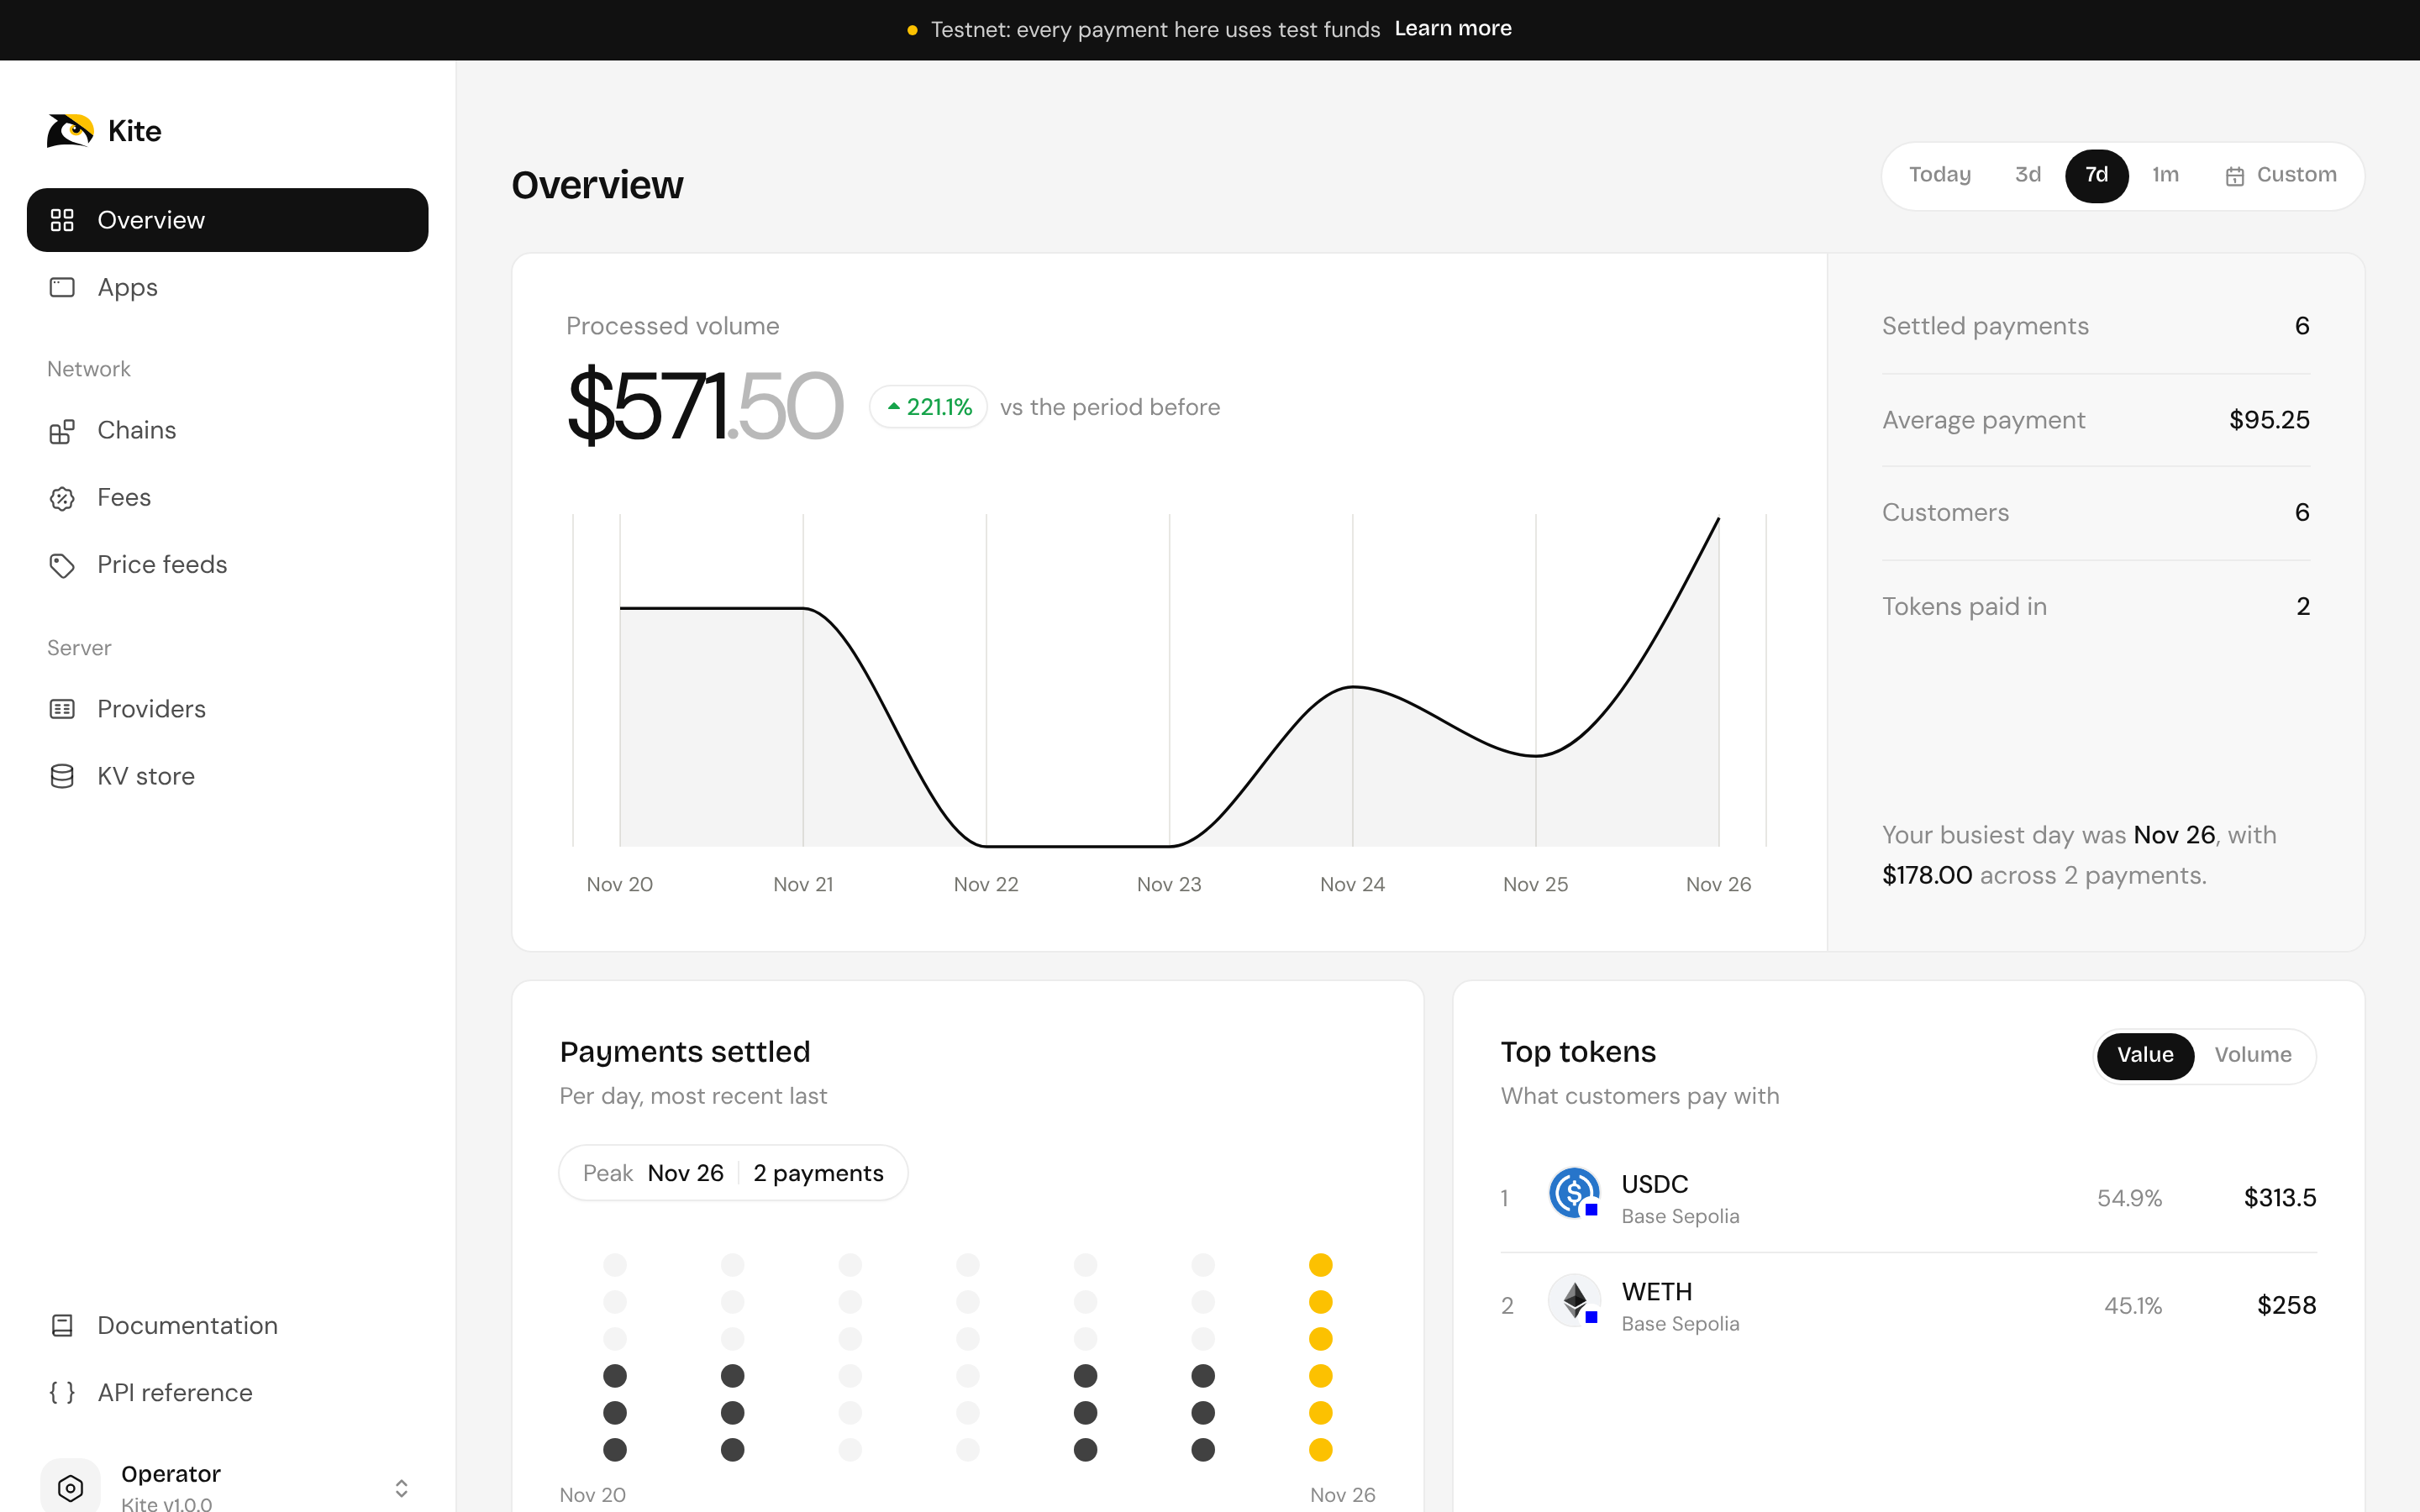 Testnet: every payment here uses test funds Learn more
Kite
Overview
Apps
Network
Chains
Fees
Price feeds
Server
Providers
KV store
Documentation
API reference
Operator
Kite v1.0.0
Overview
Today 3d 7d 1m Custom
Processed volume
$571.50 221.1% vs the period before
Nov 20 Nov 21 Nov 22 Nov 23 Nov 24 Nov 25 Nov 26
Settled payments 6
Average payment $95.25
Customers 6
Tokens paid in 2
Your busiest day was Nov 26, with
$178.00 across 2 payments.
Payments settled
Per day, most recent last
Peak Nov 26 2 payments
Nov 20 Nov 26
Top tokens
Value Volume
What customers pay with
1 USDC 54.9% $313.5
Base Sepolia
2 WETH 45.1% $258
Base Sepolia